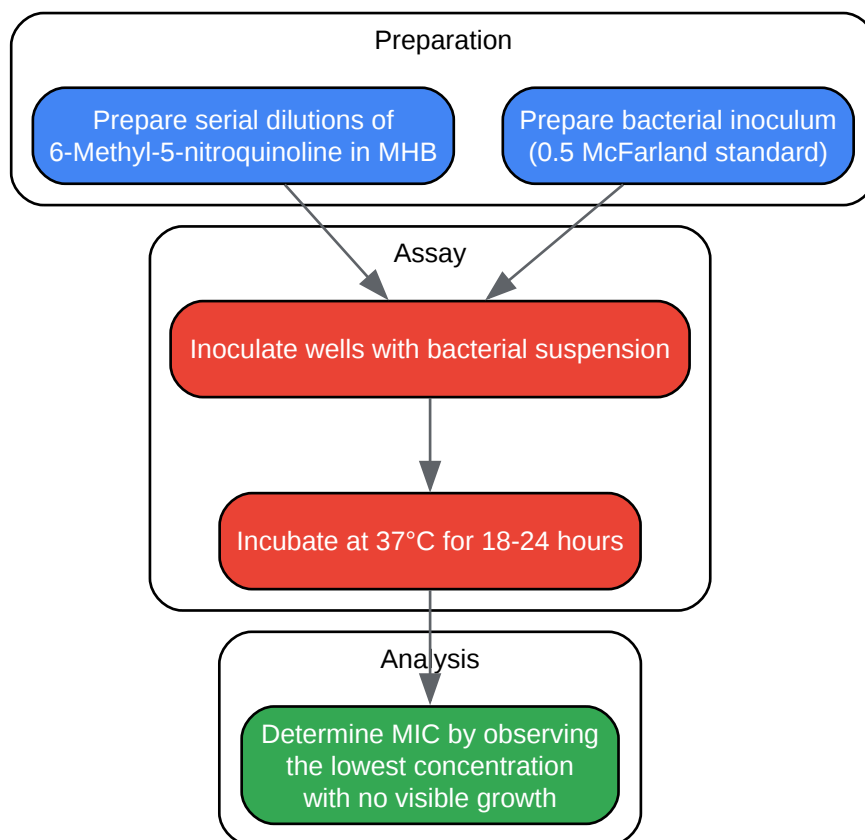 Preparation
Prepare serial dilutions of
6-Methyl-5-nitroquinoline in MHB
Prepare bacterial inoculum
(0.5 McFarland standard)
Assay
Inoculate wells with bacterial suspension
Incubate at 37°C for 18-24 hours
Analysis
Determine MIC by observing
the lowest concentration
with no visible growth